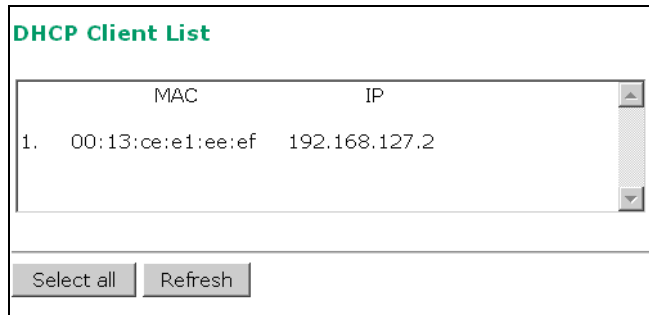 DHCP Client List
MAC IP
1. 00:13:ce:e1:ee:ef 192.168.127.2
Select all Refresh